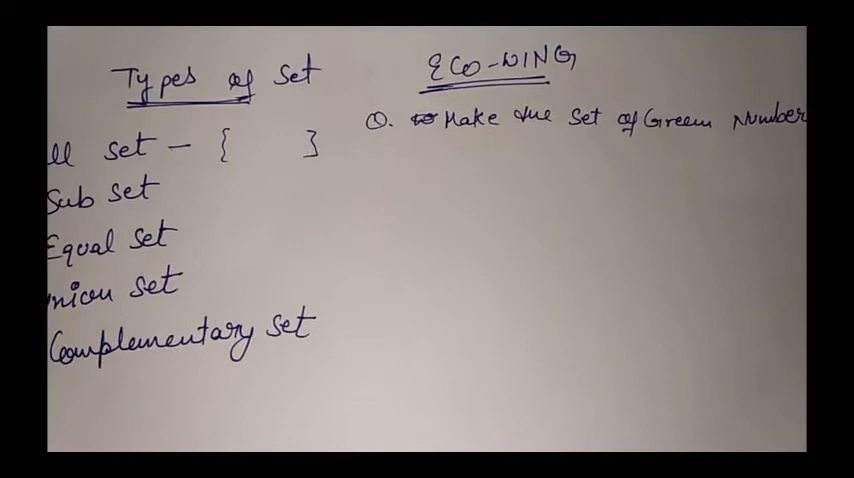 Types of Set
ll set - { }
Sub set
Equal set
nion set
Complementary set
ECO-WING
Q. Make the Set of Green Number